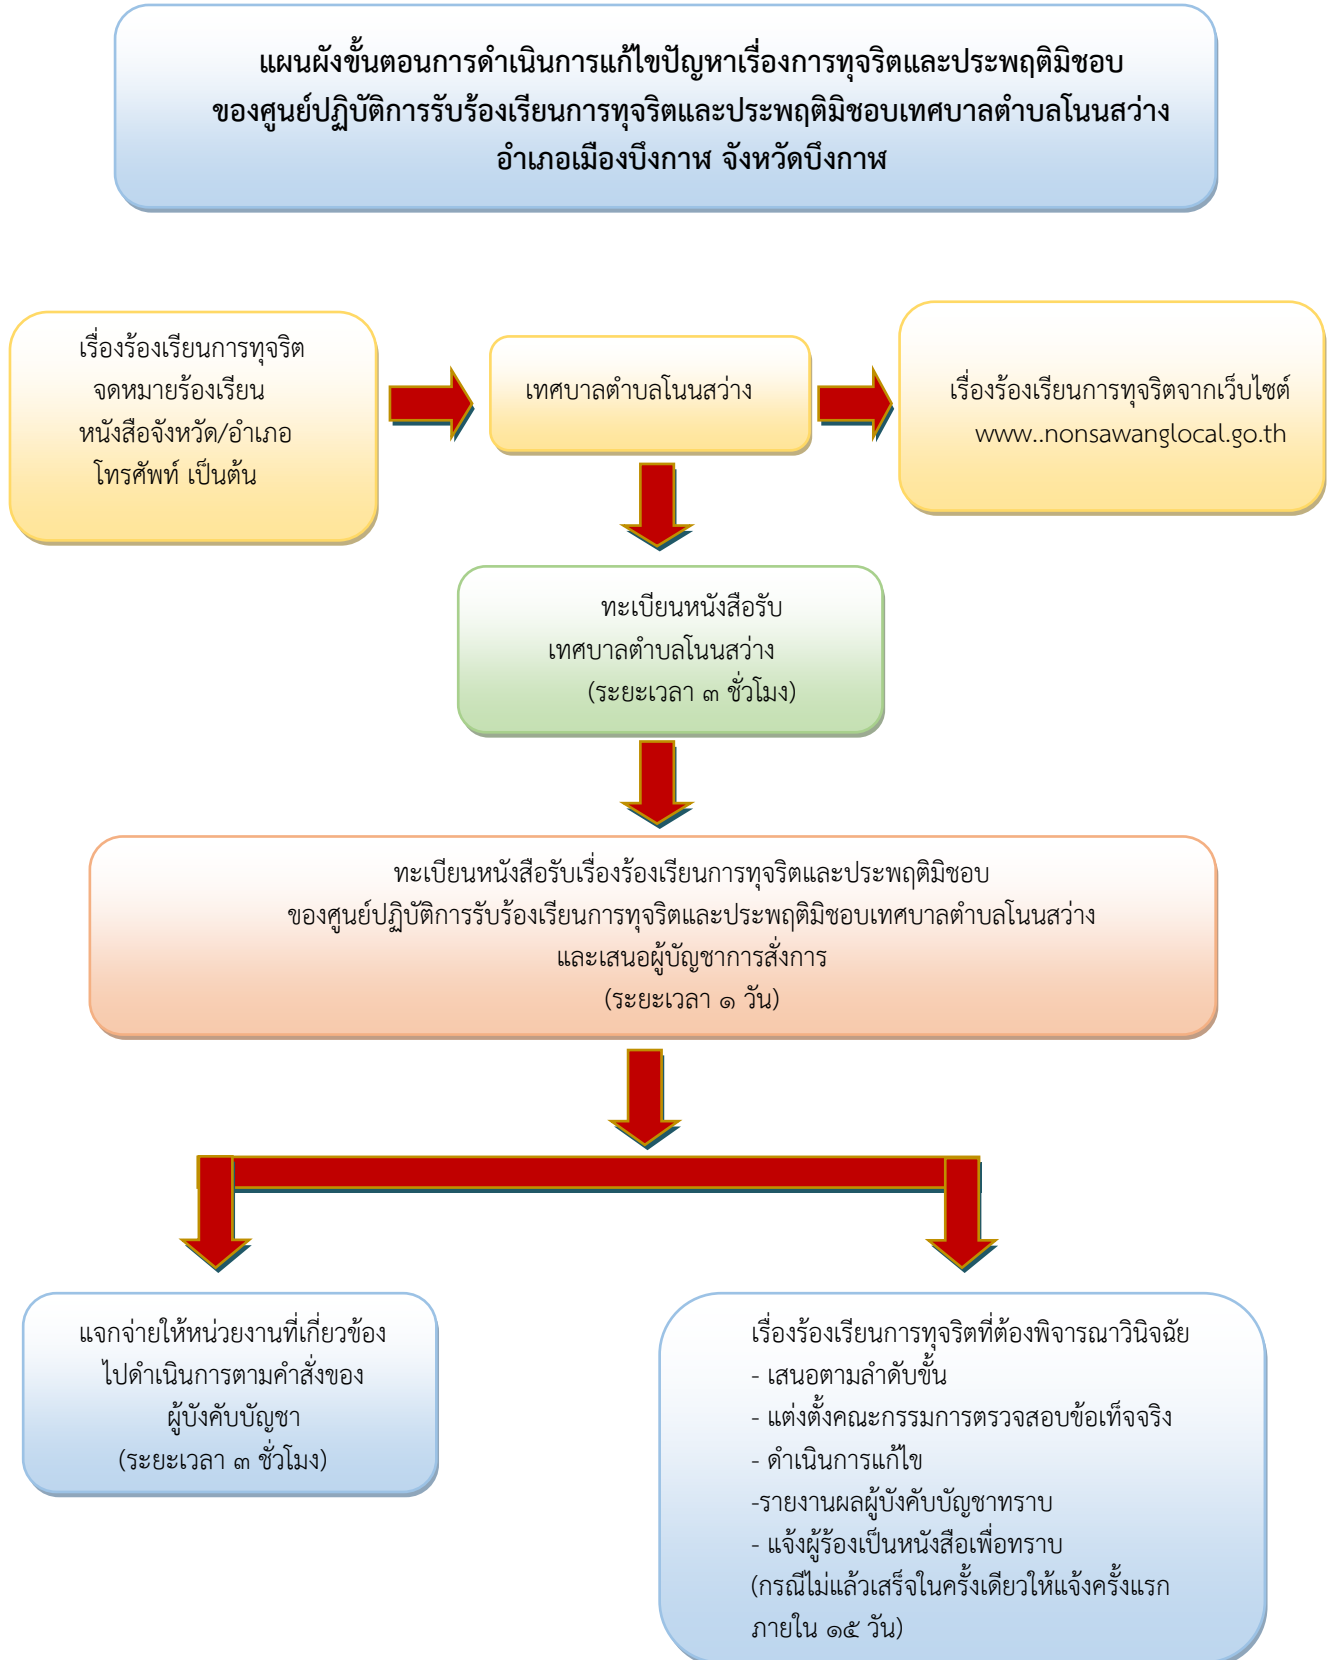 แผนผังขั้นตอนการดำเนินการแก้ไขปัญหาเรื่องการทุจริตและประพฤติมิชอบ
ของศูนย์ปฏิบัติการรับร้องเรียนการทุจริตและประพฤติมิชอบเทศบาลตำบลโนนสว่าง
อำเภอเมืองบึงกาฬ จังหวัดบึงกาฬ
เรื่องร้องเรียนการทุจริต
จดหมายร้องเรียน
หนังสือจังหวัด/อำเภอ
โทรศัพท์ เป็นต้น
เทศบาลตำบลโนนสว่าง
เรื่องร้องเรียนการทุจริตจากเว็บไซต์
www..nonsawanglocal.go.th
ทะเบียนหนังสือรับ
เทศบาลตำบลโนนสว่าง
(ระยะเวลา ๓ ชั่วโมง)
ทะเบียนหนังสือรับเรื่องร้องเรียนการทุจริตและประพฤติมิชอบ
ของศูนย์ปฏิบัติการรับร้องเรียนการทุจริตและประพฤติมิชอบเทศบาลตำบลโนนสว่าง
และเสนอผู้บัญชาการสั่งการ
(ระยะเวลา ๑ วัน)
แจกจ่ายให้หน่วยงานที่เกี่ยวข้อง
ไปดำเนินการตามคำสั่งของ
ผู้บังคับบัญชา
(ระยะเวลา ๓ ชั่วโมง)
เรื่องร้องเรียนการทุจริตที่ต้องพิจารณาวินิจฉัย
- เสนอตามลำดับขั้น
- แต่งตั้งคณะกรรมการตรวจสอบข้อเท็จจริง
- ดำเนินการแก้ไข
-รายงานผลผู้บังคับบัญชาทราบ
- แจ้งผู้ร้องเป็นหนังสือเพื่อทราบ
(กรณีไม่แล้วเสร็จในครั้งเดียวให้แจ้งครั้งแรก
ภายใน ๑๕ วัน)